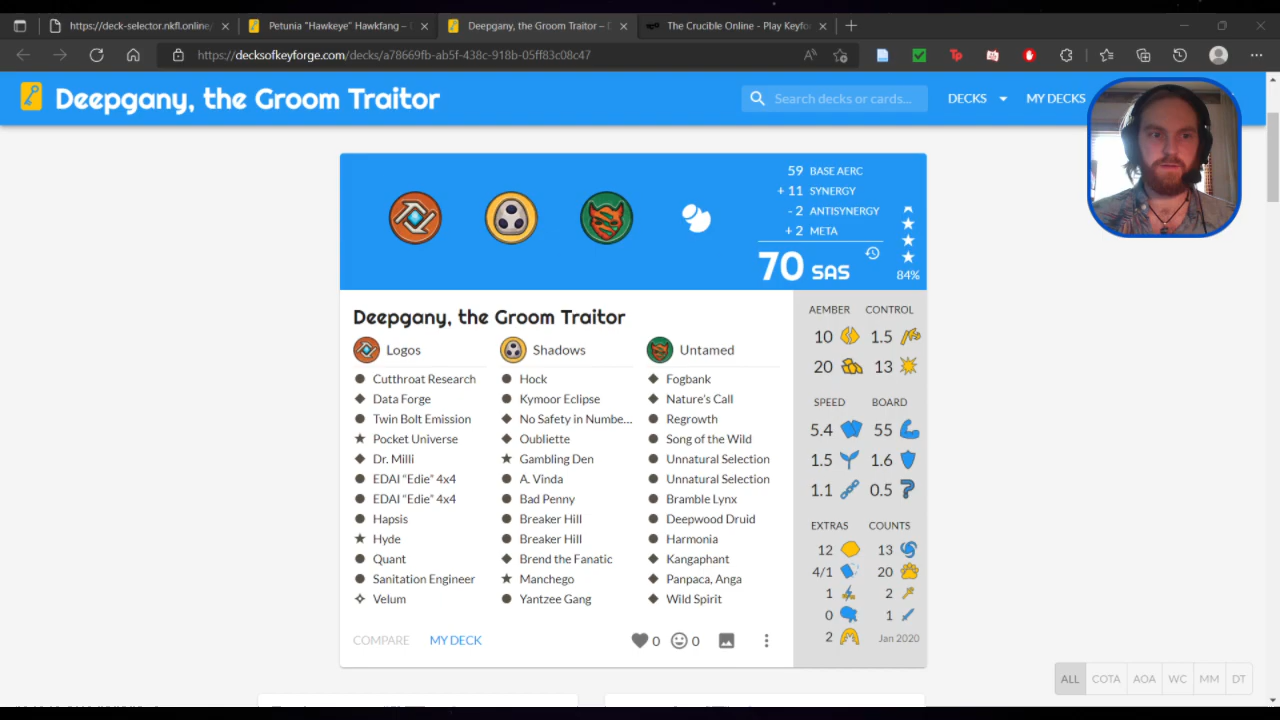 https://deck-selector.nkfl.online/
Petunia "Hawkeye" Hawkfang –
Deepgany, the Groom Traitor – D
The Crucible Online - Play Keyfor
https://decksofkeyforge.com/decks/a78669fb-ab5f-438c-918b-05ff83c08c47
Deepgany, the Groom Traitor
Search decks or cards...
DECKS
MY DECKS
59 BASE AERC
+ 11 SYNERGY
- 2 ANTISYNERGY
+ 2 META
70 SAS
84%
Deepgany, the Groom Traitor
Logos
Cutthroat Research
Data Forge
Twin Bolt Emission
Pocket Universe
Dr. Milli
EDAI "Edie" 4x4
EDAI "Edie" 4x4
Hapsis
Hyde
Quant
Sanitation Engineer
Velum
Shadows
Hock
Kymoor Eclipse
No Safety in Numbe...
Oubliette
Gambling Den
A. Vinda
Bad Penny
Breaker Hill
Breaker Hill
Brend the Fanatic
Manchego
Yantzee Gang
Untamed
Fogbank
Nature's Call
Regrowth
Song of the Wild
Unnatural Selection
Unnatural Selection
Bramble Lynx
Deepwood Druid
Harmonia
Kangaphant
Panpaca, Anga
Wild Spirit
COMPARE
MY DECK
0
0
AEMBER CONTROL
10 1.5
20 13
SPEED BOARD
5.4 55
1.5 1.6
1.1 0.5
EXTRAS COUNTS
12 13
4/1 20
1 2
0 1
2 Jan 2020
ALL COTA AOA WC MM DT